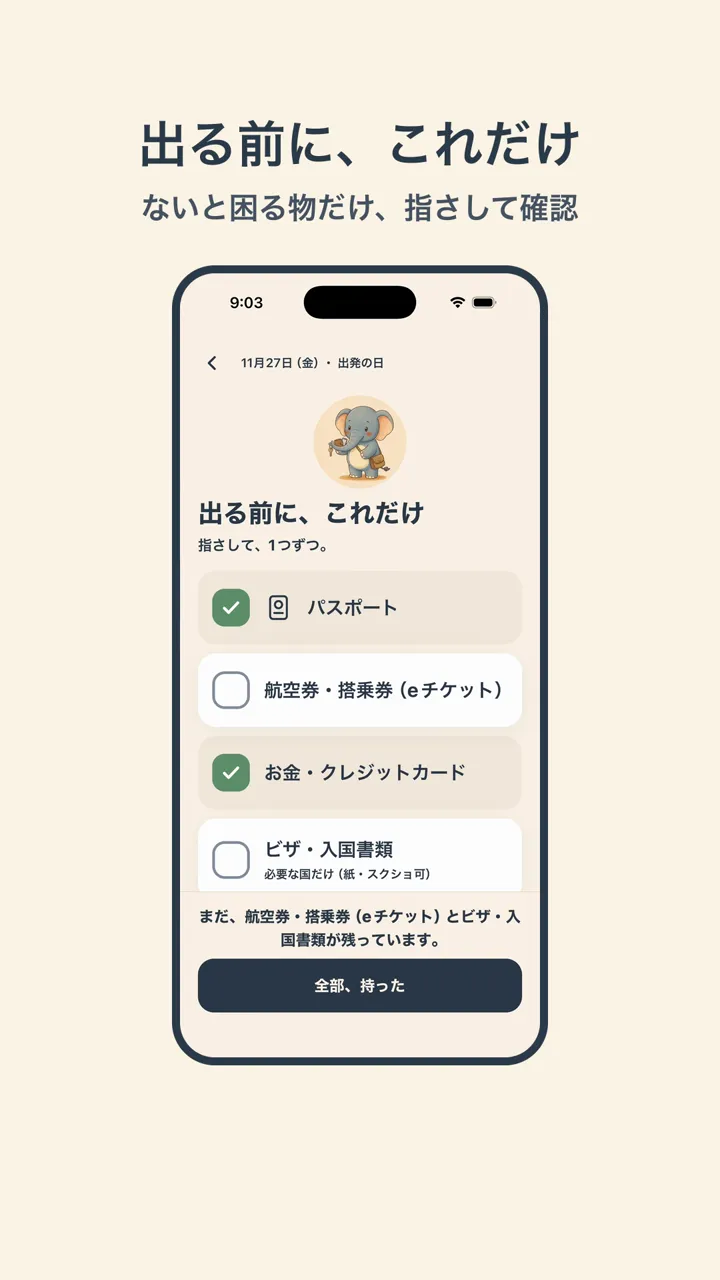 出る前に、これだけ
ないと困る物だけ、指さして確認
9:03
11月27日（金）・ 出発の日
出る前に、これだけ
指さして、1つずつ。
パスポート
航空券・搭乗券（eチケット）
お金・クレジットカード
ビザ・入国書類
必要な国だけ（紙・スクショ可）
まだ、航空券・搭乗券（eチケット）とビザ・入
国書類が残っています。
全部、持った